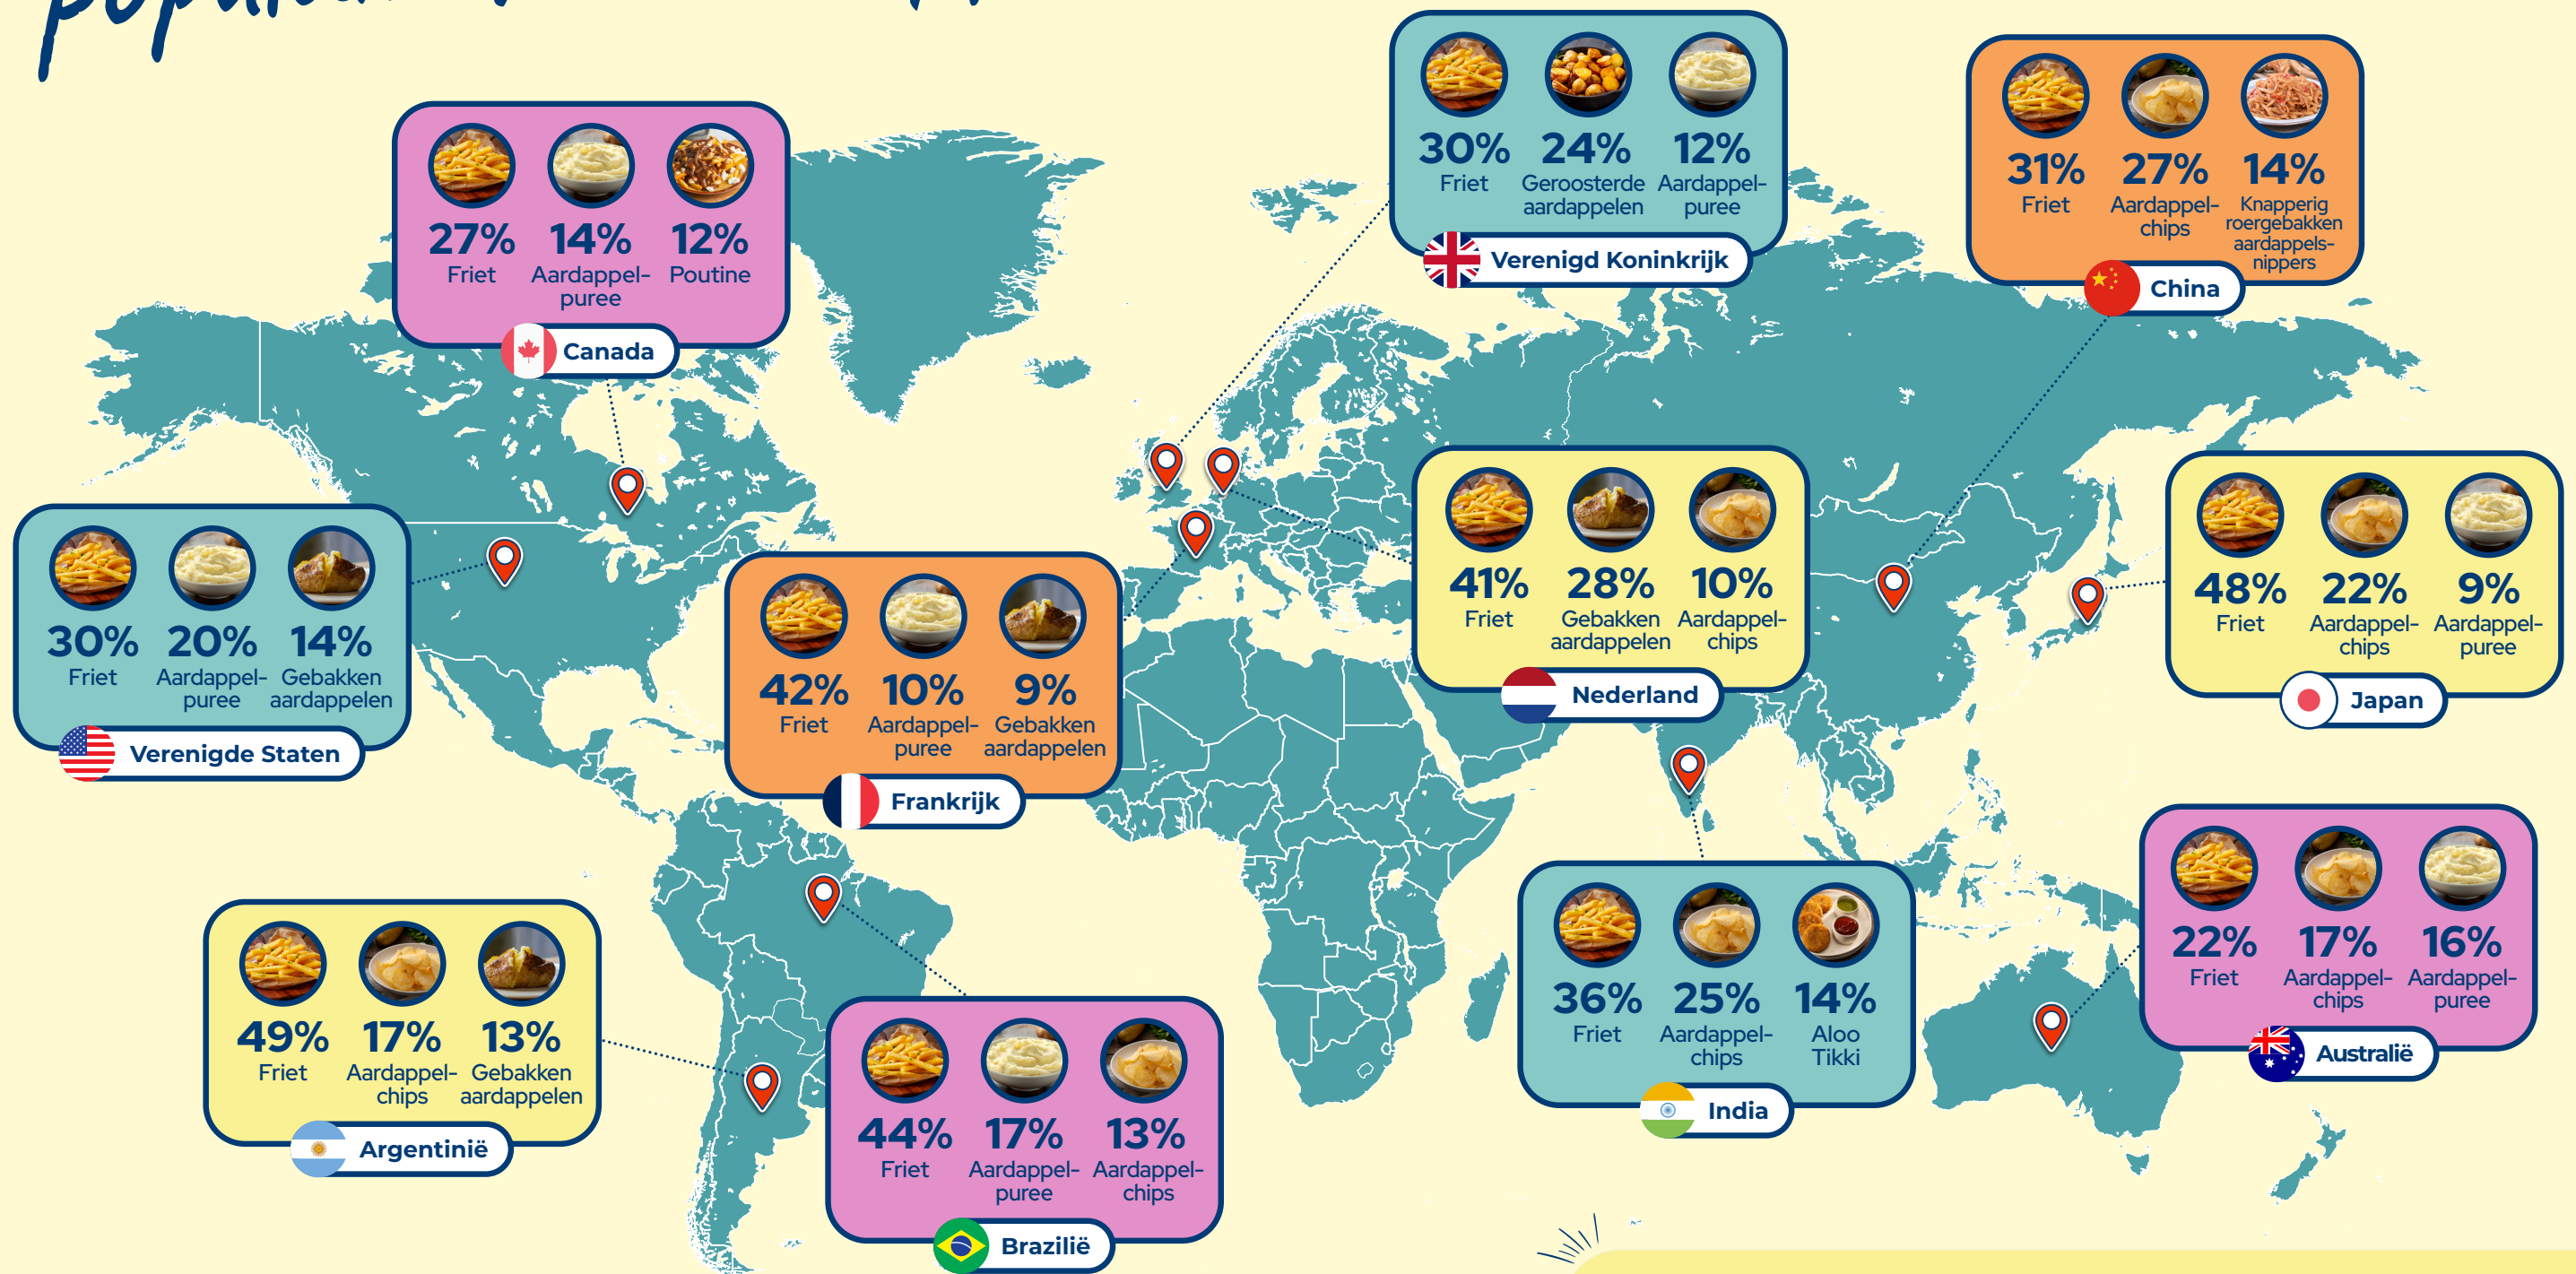 27% 14% 12%
Friet Aardappel- Poutine
puree
Canada
30% 24% 12%
Friet Geroosterde Aardappel-
aardappelen puree
Verenigd Koninkrijk
31% 27% 14%
Friet Aardappel- Knapperig
chips roergebakken
aardappels-
nippers
China
30% 20% 14%
Friet Aardappel- Gebakken
puree aardappelen
Verenigde Staten
42% 10% 9%
Friet Aardappel- Gebakken
puree aardappelen
Frankrijk
41% 28% 10%
Friet Gebakken Aardappel-
aardappelen chips
Nederland
48% 22% 9%
Friet Aardappel- Aardappel-
chips puree
Japan
49% 17% 13%
Friet Aardappel- Gebakken
chips aardappelen
Argentinië
44% 17% 13%
Friet Aardappel- Aardappel-
puree chips
Brazilië
36% 25% 14%
Friet Aardappel- Aloo
chips Tikki
India
22% 17% 16%
Friet Aardappel- Aardappel-
chips puree
Australië